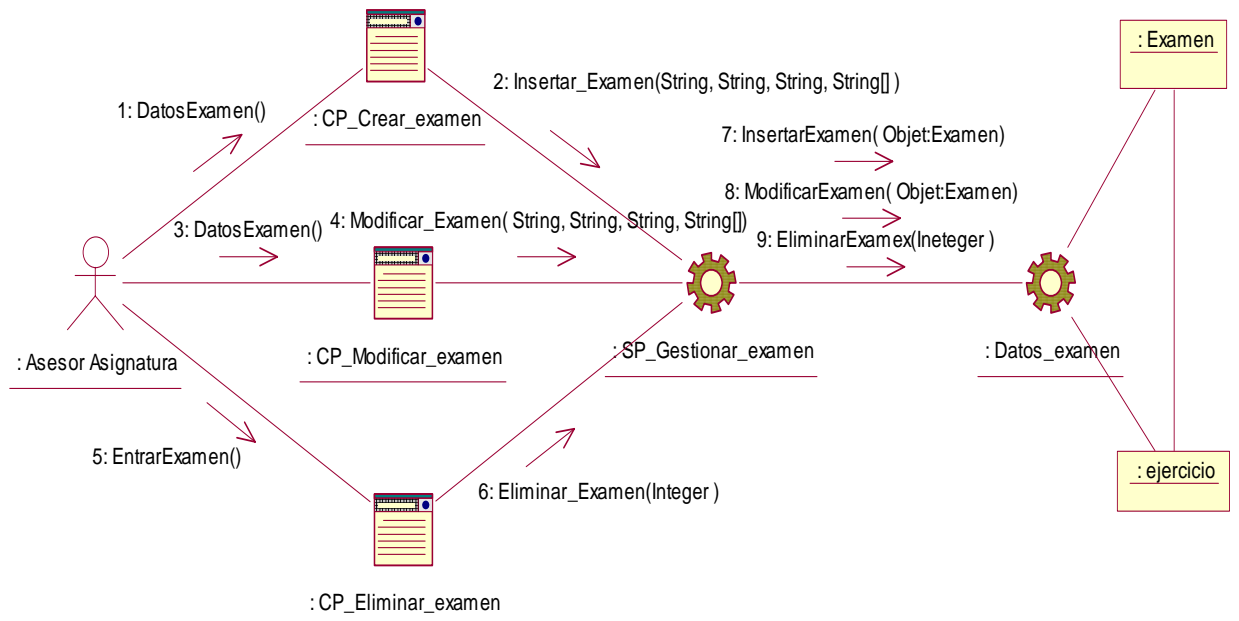 : Examen
2: Insertar_Examen(String, String, String, String[] )
1: DatosExamen()
: CP_Crear_examen
7: InsertarExamen( Objet:Examen)
8: ModificarExamen( Objet:Examen)
3: DatosExamen()
4: Modificar_Examen( String, String, String, String[])
9: EliminarExamex(Ineteger )
: Asesor Asignatura
: CP_Modificar_examen
: SP_Gestionar_examen
: Datos_examen
5: EntrarExamen()
6: Eliminar_Examen(Integer )
: ejercicio
: CP_Eliminar_examen